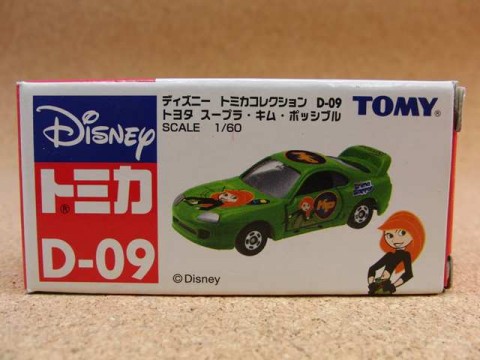 Disney
トミカ®
D-09
ディズニー トミカコレクション D-09
トヨタ スープラ・キム・ポッシブル
SCALE 1/60
TOMY®
©Disney